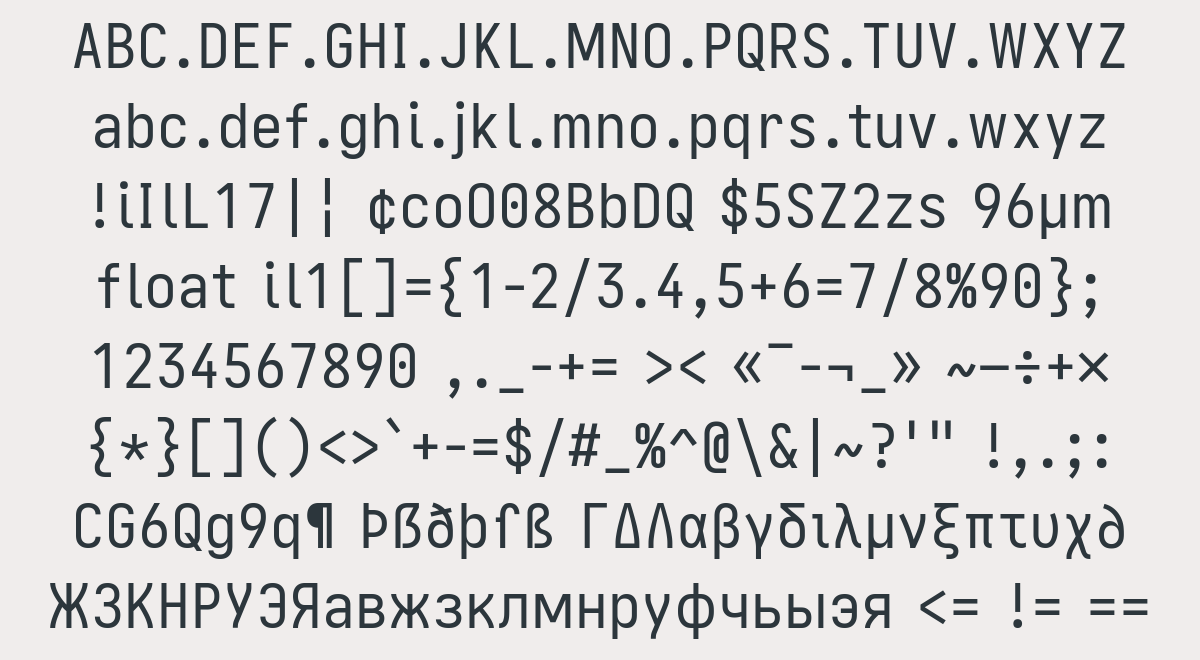 ABC.DEF.GHI.JKL.MNO.PQRS.TUV.WXYZ
abc.def.ghi.jkl.mno.pqrs.tuv.wxyz
!iIlL17|¦ ¢coO08BbDQ $5SZ2zs 96µm
float il1[]={1-2/3.4,5+6=7/8%90};
1234567890 ,._-+= >< «¯-¬_» ~–÷+×
{*}[]()<>`+-=$/#_%^@\&|~?'" !,.;:
CG6Qg9q¶ Þẞðþſß ΓΔΛαβγδιλμνξπτυχ∂
ЖЗКНРУЭЯавжзклмнруфчьыэя <= != ==